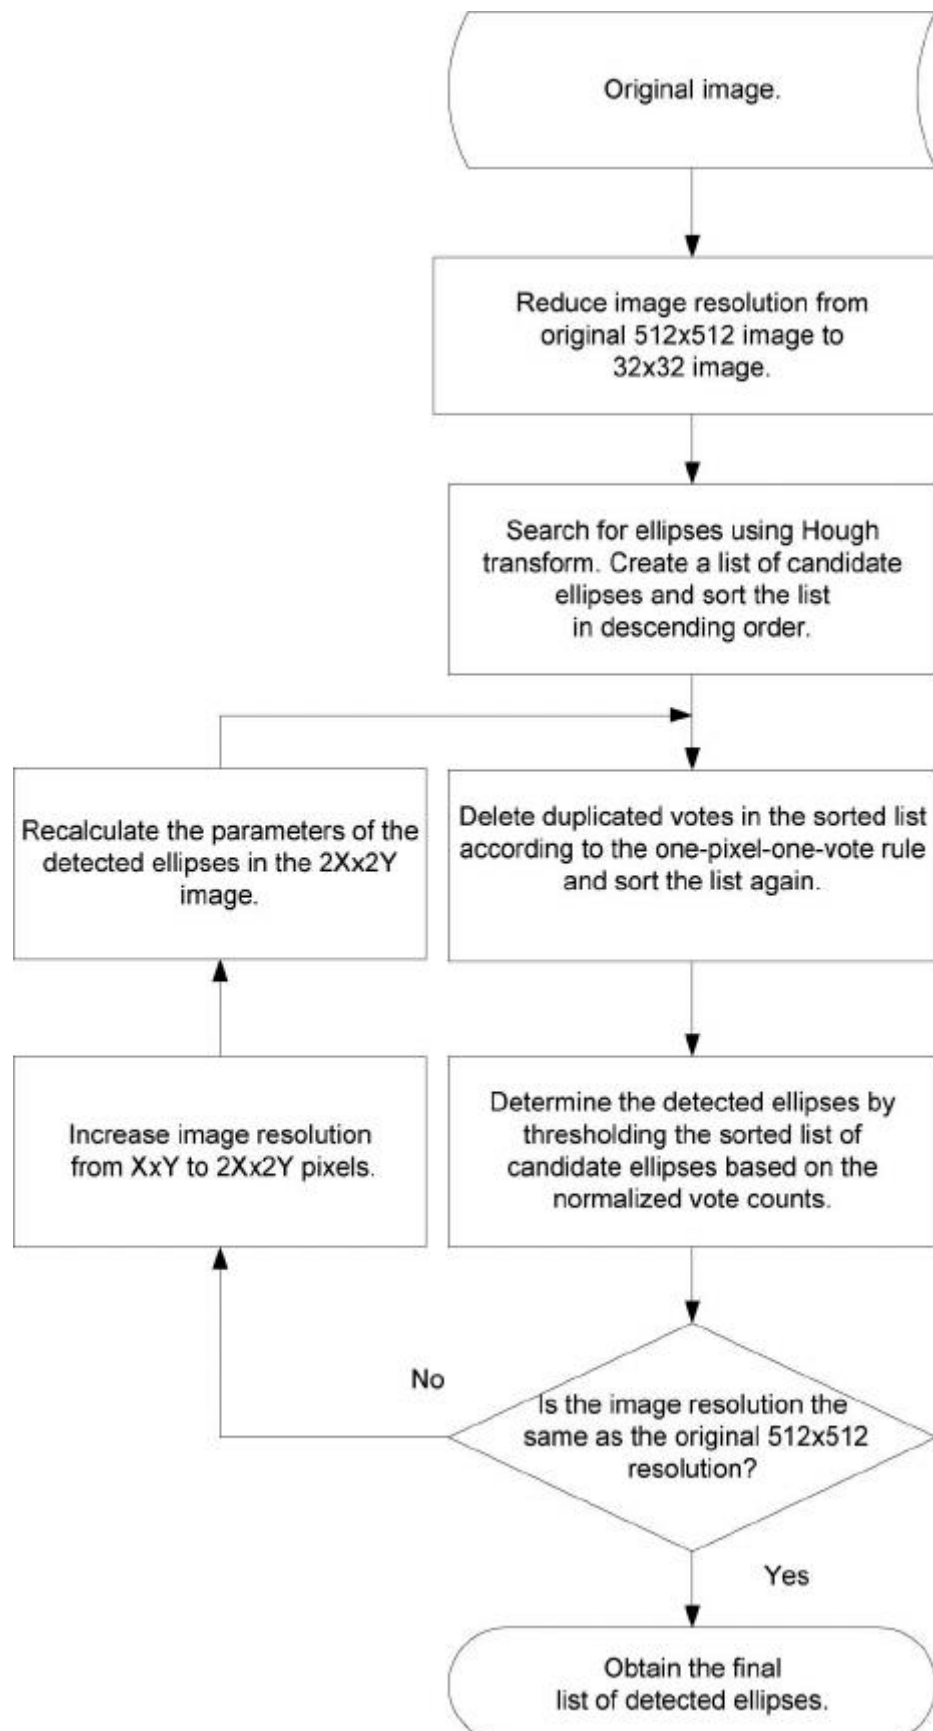 Original image.
Reduce image resolution from
original 512x512 image to
32x32 image.
Search for ellipses using Hough
transform. Create a list of candidate
ellipses and sort the list
in descending order.
Recalculate the parameters of the
detected ellipses in the 2Xx2Y
image.
Delete duplicated votes in the sorted list
according to the one-pixel-one-vote rule
and sort the list again.
Increase image resolution
from XxY to 2Xx2Y pixels.
Determine the detected ellipses by
thresholding the sorted list of
candidate ellipses based on the
normalized vote counts.
No
Is the image resolution the
same as the original 512x512
resolution?
Yes
Obtain the final
list of detected ellipses.